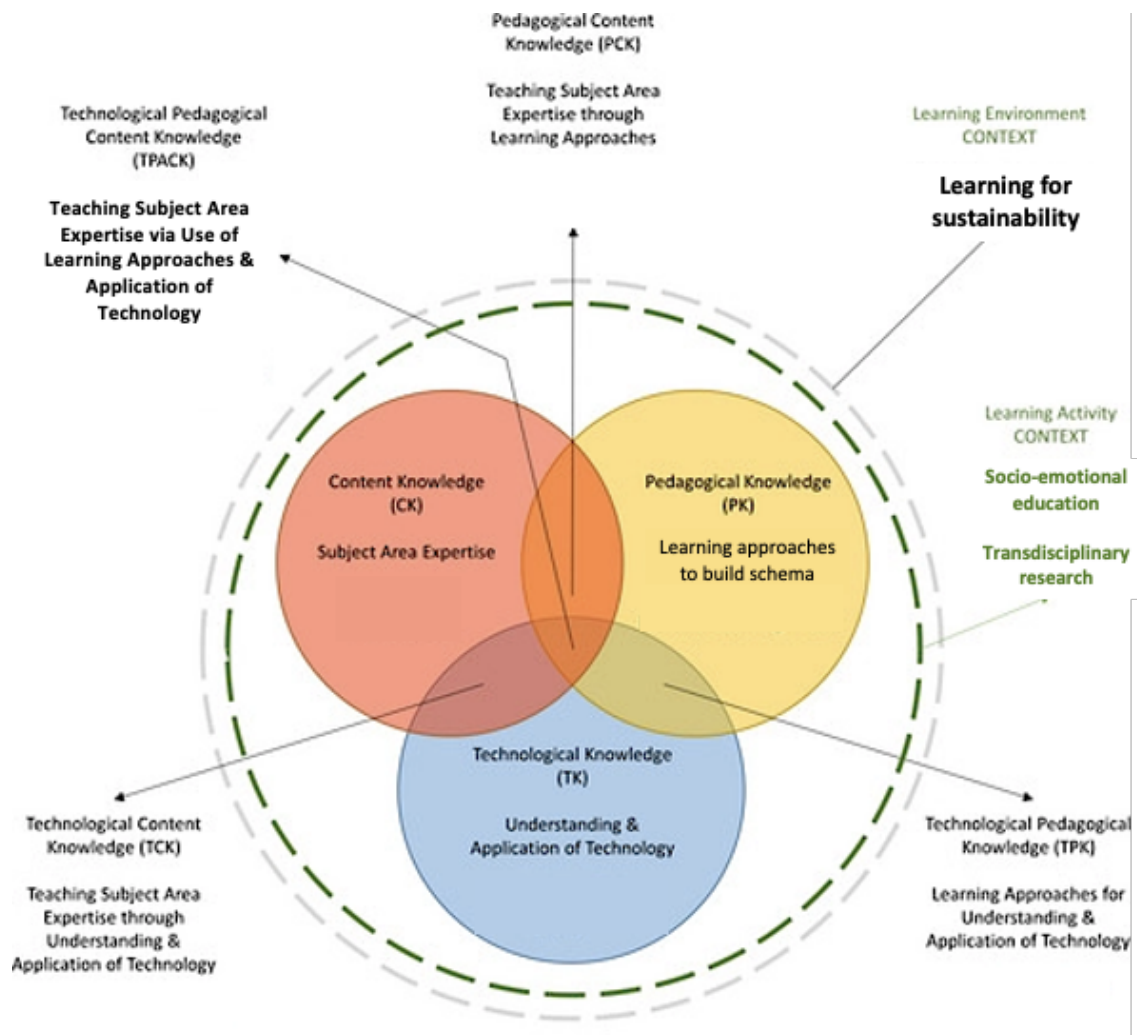 Pedagogical Content
Knowledge (PCK)
Teaching Subject Area
Expertise through
Learning Approaches
Technological Pedagogical
Content Knowledge
(TPACK)
Teaching Subject Area
Expertise via Use of
Learning Approaches &
Application of
Technology
Learning Environment
CONTEXT
Learning for
sustainability
Learning Activity
CONTEXT
Socio-emotional
education
Transdisciplinary
research
Content Knowledge
(CK)
Subject Area Expertise
Pedagogical Knowledge
(PK)
Learning approaches
to build schema
Technological Knowledge
(TK)
Understanding &
Application of Technology
Technological Content
Knowledge (TCK)
Teaching Subject Area
Expertise through
Understanding &
Application of Technology
Technological Pedagogical
Knowledge (TPK)
Learning Approaches for
Understanding &
Application of Technology